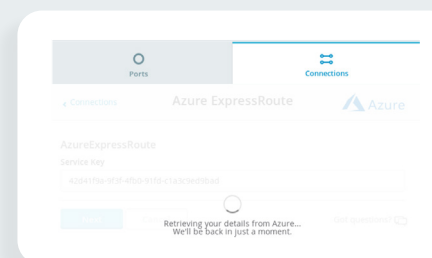 Ports
Connections
Connections
Azure ExpressRoute
Azure
AzureExpressRoute
Service Key
Retrieving your details from Azure...
We'll be back in just a moment.